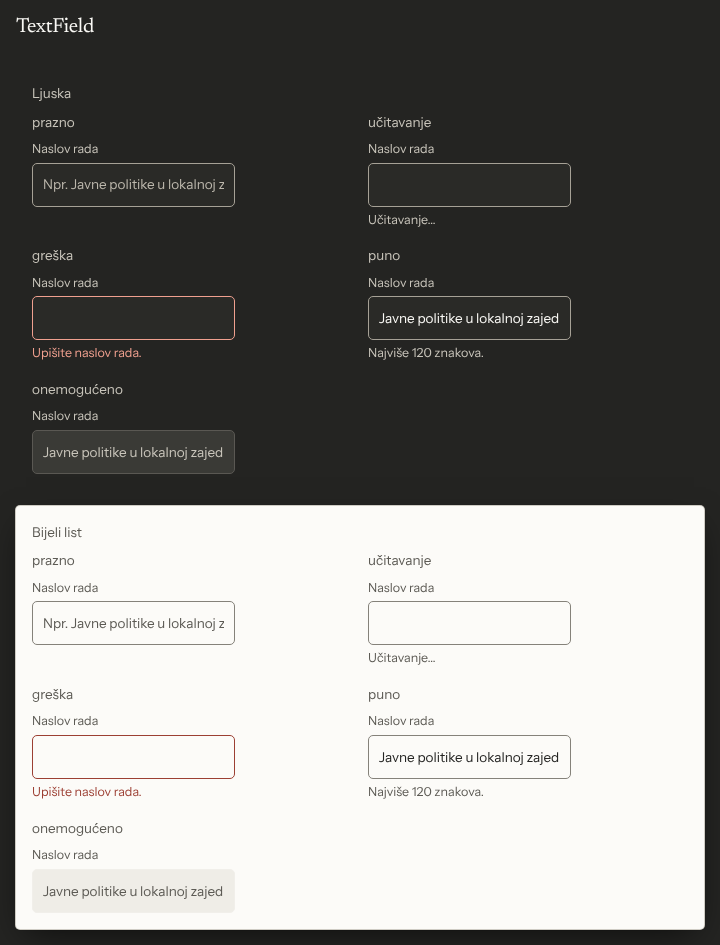 TextField
Ljuska
prazno
Naslov rada
Npr. Javne politike u lokalnoj z
učitavanje
Naslov rada
Učitavanje…
greška
Naslov rada
Upišite naslov rada.
puno
Naslov rada
Javne politike u lokalnoj zajed
Najviše 120 znakova.
onemogućeno
Naslov rada
Javne politike u lokalnoj zajed
Bijeli list
prazno
Naslov rada
Npr. Javne politike u lokalnoj z
učitavanje
Naslov rada
Učitavanje…
greška
Naslov rada
Upišite naslov rada.
puno
Naslov rada
Javne politike u lokalnoj zajed
Najviše 120 znakova.
onemogućeno
Naslov rada
Javne politike u lokalnoj zajed